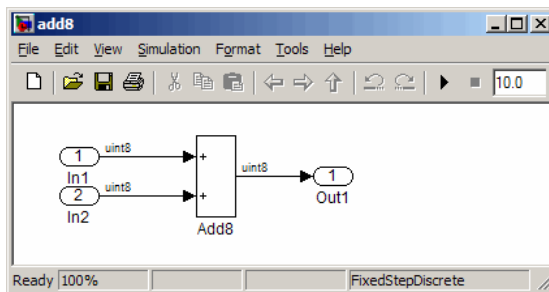 add8
File Edit View Simulation Format Tools Help
10.0
1 uint8 +
In1
uint8 1
2 uint8 +
In2
Out1
Add8
Ready 100% FixedStepDiscrete